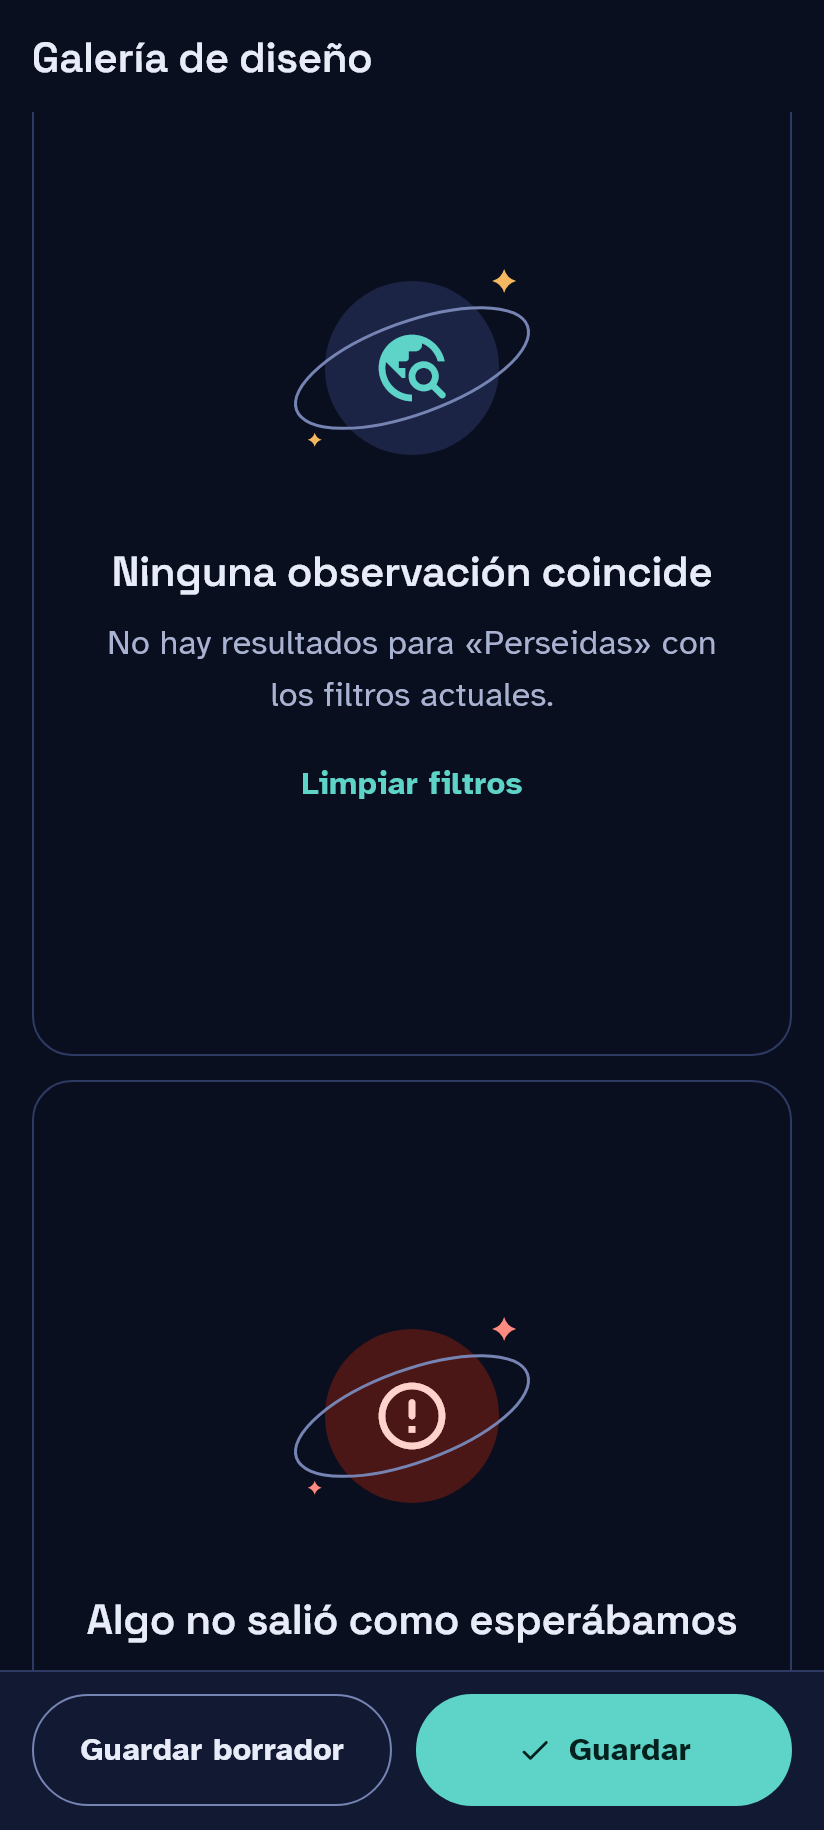 Galería de diseño
Ninguna observación coincide
No hay resultados para «Perseidas» con
los filtros actuales.
Limpiar filtros
Algo no salió como esperábamos
Guardar borrador
Guardar